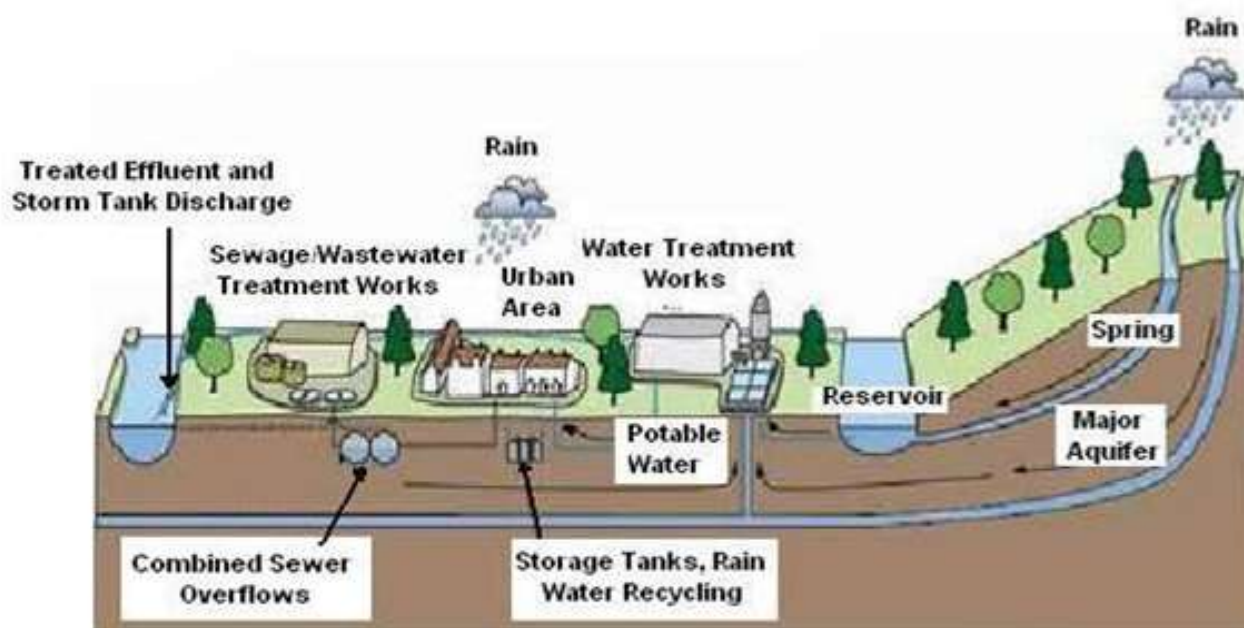 Rain
Rain
Treated Effluent and
Storm Tank Discharge
Sewage/Wastewater
Treatment Works
Urban
Area
Water Treatment
Works
...
Spring
Reservoir
Major
Aquifer
Potable
Water
Combined Sewer
Overflows
Storage Tanks, Rain
Water Recycling